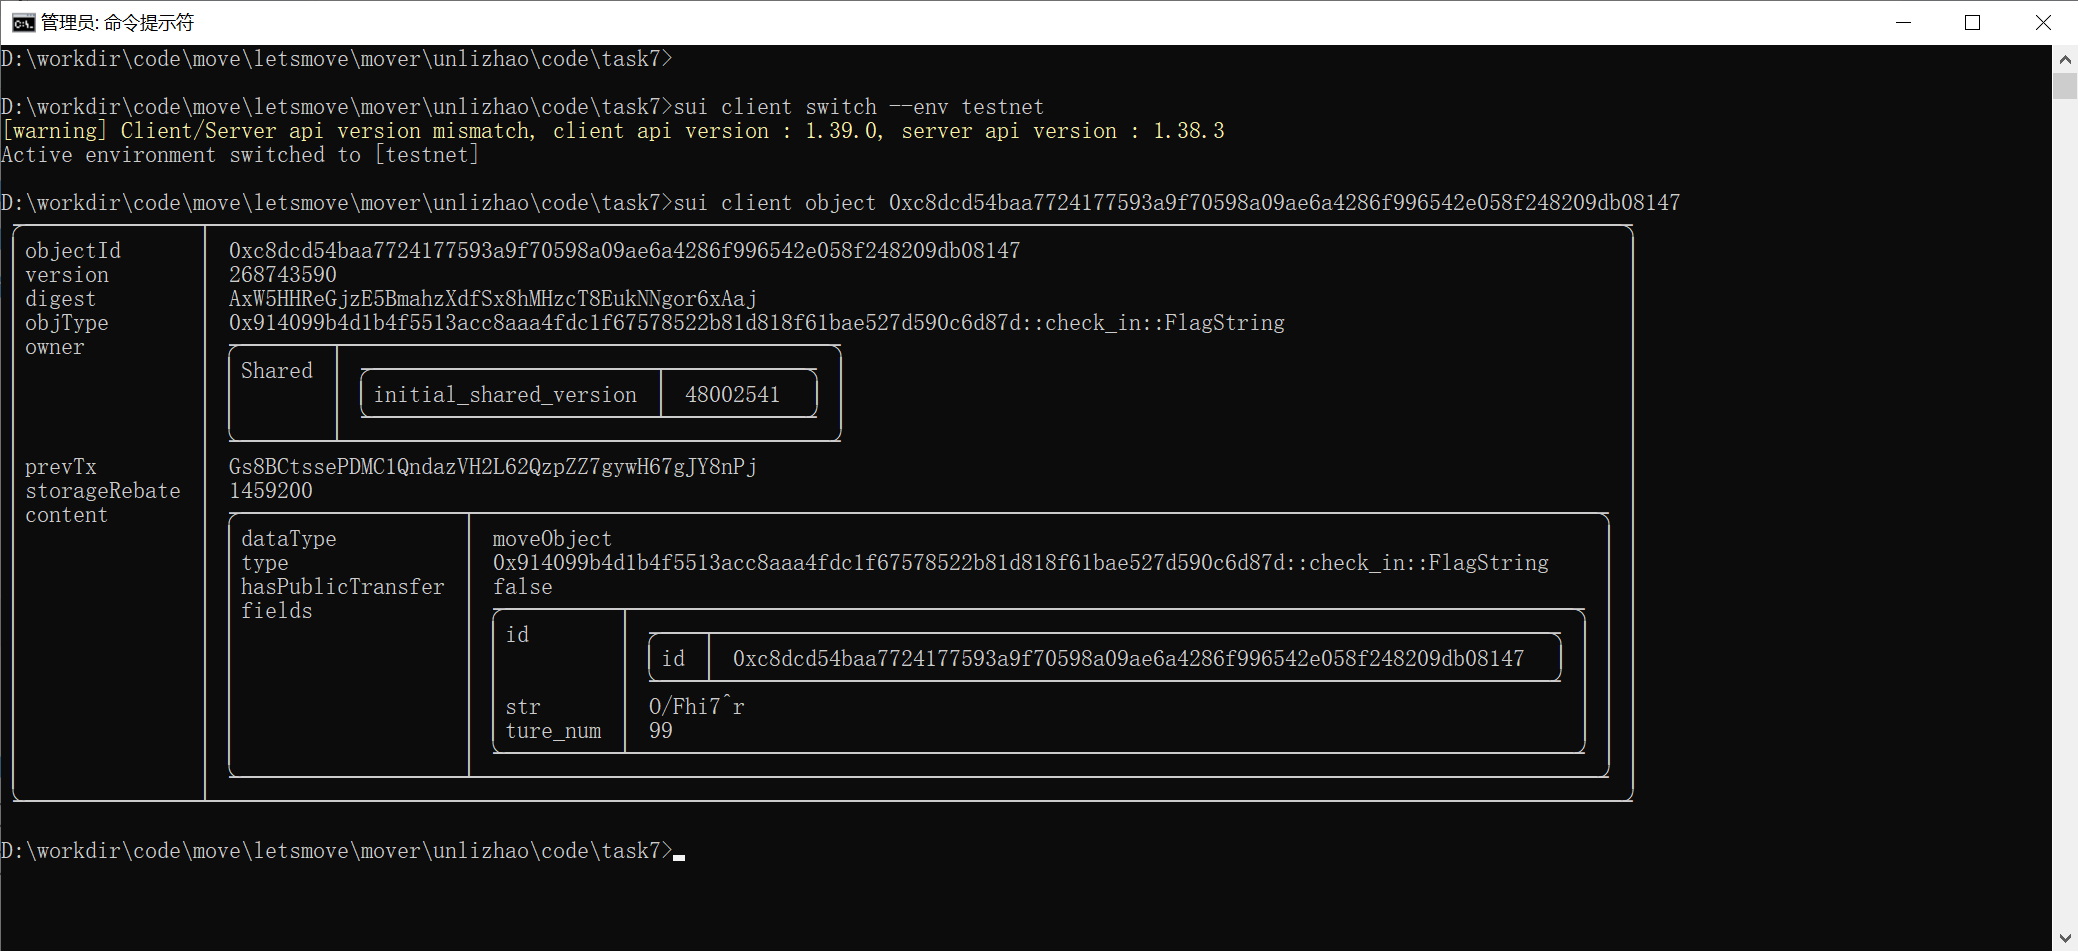 管理员: 命令提示符
D:\workdir\code\move\letsmove\mover\unlizhao\code\task7>
D:\workdir\code\move\letsmove\mover\unlizhao\code\task7>sui client switch --env testnet
[warning] Client/Server api version mismatch, client api version : 1.39.0, server api version : 1.38.3
Active environment switched to [testnet]
D:\workdir\code\move\letsmove\mover\unlizhao\code\task7>sui client object 0xc8dcd54baa7724177593a9f70598a09ae6a4286f996542e058f248209db08147
objectId 0xc8dcd54baa7724177593a9f70598a09ae6a4286f996542e058f248209db08147
version 268743590
digest AxW5HHReGjzE5BmahzXdfSx8hMHzcT8EukNNgor6xAaj
objType 0x914099b4d1b4f5513acc8aaa4fdc1f67578522b81d818f61bae527d590c6d87d::check_in::FlagString
owner
Shared
initial_shared_version 48002541
prevTx Gs8BCtssePDMC1QndazVH2L62QzpZZ7gywH67gJY8nPj
storageRebate 1459200
content
dataType moveObject
type 0x914099b4d1b4f5513acc8aaa4fdc1f67578522b81d818f61bae527d590c6d87d::check_in::FlagString
hasPublicTransfer false
fields
id
id 0xc8dcd54baa7724177593a9f70598a09ae6a4286f996542e058f248209db08147
str O/Fhi7^r
ture_num 99
D:\workdir\code\move\letsmove\mover\unlizhao\code\task7>